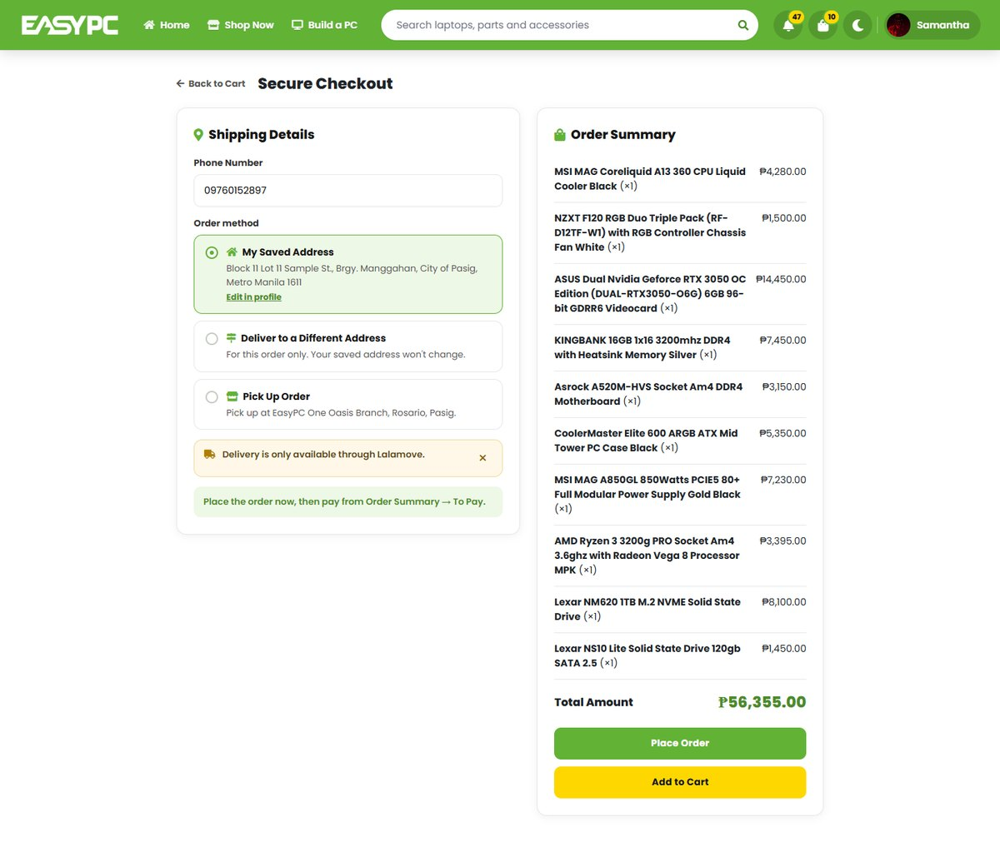 EASYPC
Home
Shop Now
Build a PC
Search laptops, parts and accessories
47
10
Samantha
Back to Cart
Secure Checkout
Shipping Details
Phone Number
09760152897
Order method
My Saved Address
Block 11 Lot 11 Sample St., Brgy. Manggahan, City of Pasig,
Metro Manila 1611
Edit in profile
Deliver to a Different Address
For this order only. Your saved address won't change.
Pick Up Order
Pick up at EasyPC One Oasis Branch, Rosario, Pasig.
Delivery is only available through Lalamove.
×
Place the order now, then pay from Order Summary → To Pay.
Order Summary
MSI MAG Coreliquid A13 360 CPU Liquid ₱4,280.00
Cooler Black (×1)
NZXT F120 RGB Duo Triple Pack (RF- ₱1,500.00
D12TF-W1) with RGB Controller Chassis
Fan White (×1)
ASUS Dual Nvidia Geforce RTX 3050 OC ₱14,450.00
Edition (DUAL-RTX3050-O6G) 6GB 96-
bit GDRR6 Videocard (×1)
KINGBANK 16GB 1x16 3200mhz DDR4 ₱7,450.00
with Heatsink Memory Silver (×1)
Asrock A520M-HVS Socket Am4 DDR4 ₱3,150.00
Motherboard (×1)
CoolerMaster Elite 600 ARGB ATX Mid ₱5,350.00
Tower PC Case Black (×1)
MSI MAG A850GL 850Watts PCIE5 80+ ₱7,230.00
Full Modular Power Supply Gold Black
(×1)
AMD Ryzen 3 3200g PRO Socket Am4 ₱3,395.00
3.6ghz with Radeon Vega 8 Processor
MPK (×1)
Lexar NM620 1TB M.2 NVME Solid State ₱8,100.00
Drive (×1)
Lexar NS10 Lite Solid State Drive 120gb ₱1,450.00
SATA 2.5 (×1)
Total Amount ₱56,355.00
Place Order
Add to Cart